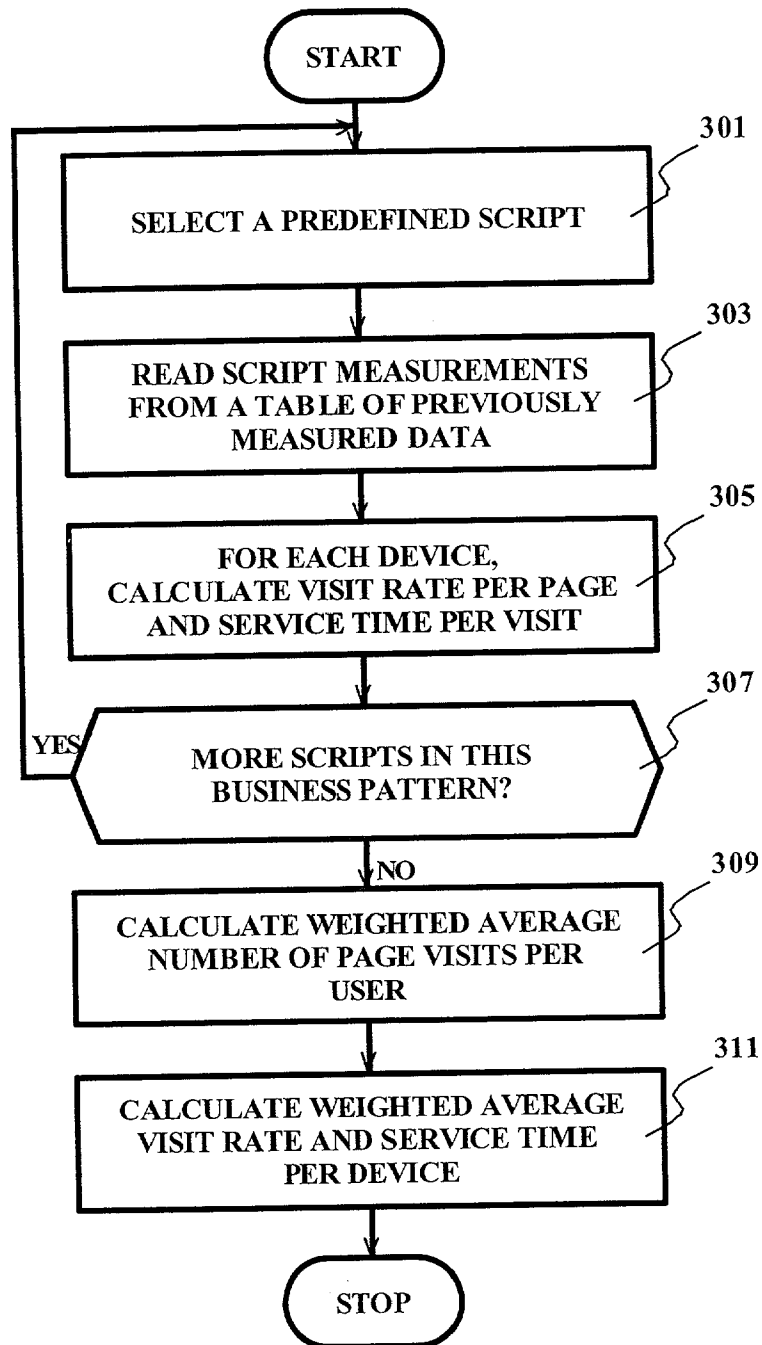 START
301
SELECT A PREDEFINED SCRIPT
303
READ SCRIPT MEASUREMENTS
FROM A TABLE OF PREVIOUSLY
MEASURED DATA
305
FOR EACH DEVICE,
CALCULATE VISIT RATE PER PAGE
AND SERVICE TIME PER VISIT
307
YES
MORE SCRIPTS IN THIS
BUSINESS PATTERN?
NO
309
CALCULATE WEIGHTED AVERAGE
NUMBER OF PAGE VISITS PER
USER
311
CALCULATE WEIGHTED AVERAGE
VISIT RATE AND SERVICE TIME
PER DEVICE
STOP